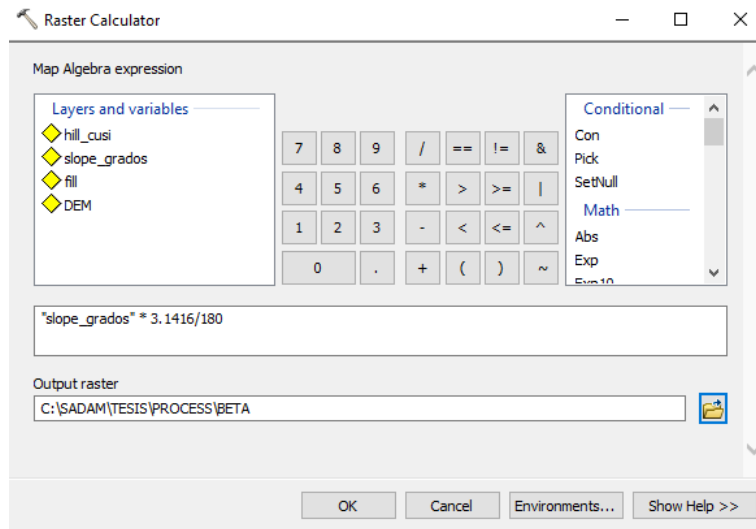 Raster Calculator
Map Algebra expression
Layers and variables
hill_cusi
slope_grados
fill
DEM
7 8 9 / == != &
4 5 6 * > >= |
1 2 3 - < <= ^
0 . + ( ) ~
Conditional
Con
Pick
SetNull
Math
Abs
Exp
Exp10
"slope_grados" * 3.1416/180
Output raster
C:\SADAM\TESIS\PROCESS\BETA
OK Cancel Environments... Show Help >>